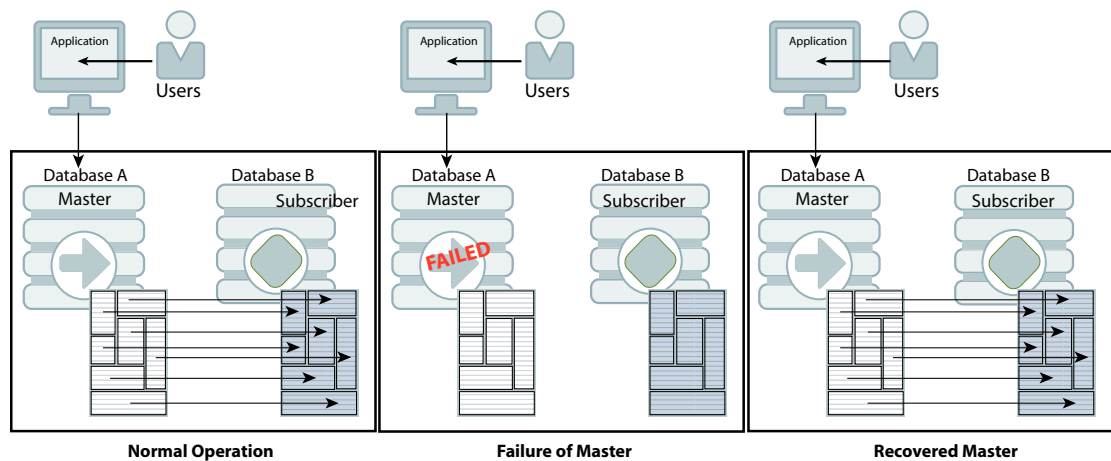 Application
Users
Database A
Database B
Master
Subscriber
Normal Operation
Application
Users
Database A
Database B
Master
Subscriber
FAILED
Failure of Master
Application
Users
Database A
Database B
Master
Subscriber
Recovered Master